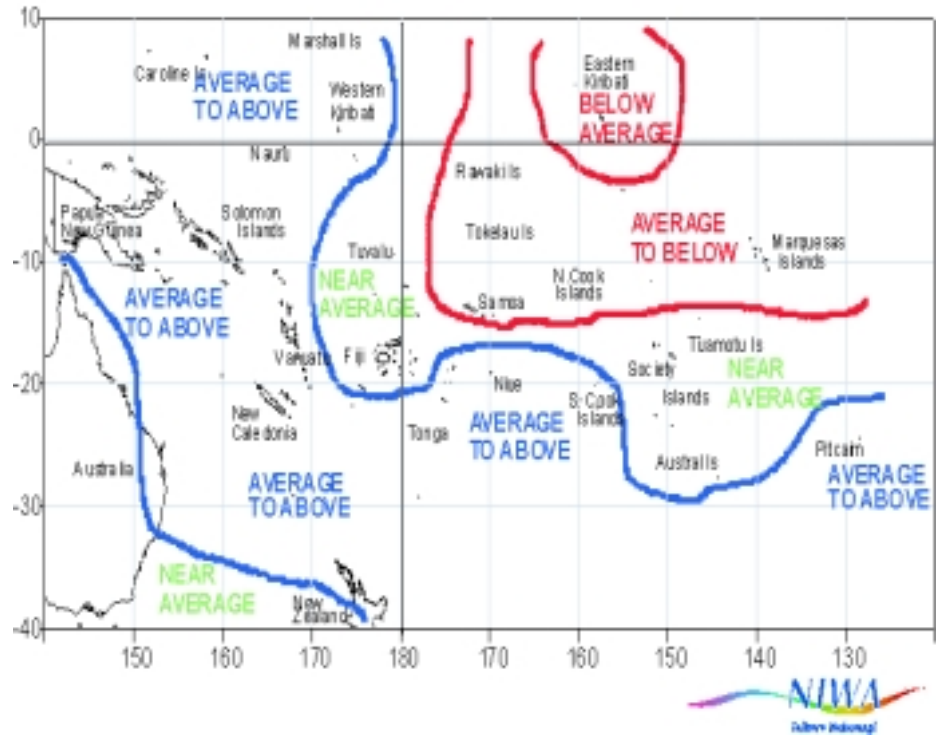 10
Marshall Is
Caroline Is
AVERAGE
TO ABOVE
Western
Kiribati
Eastern
Kiribati
BELOW
AVERAGE
0
Nauru
Rawaki Is
Papua
New Guinea
Solomon
Islands
Tokelau Is
AVERAGE
TO BELOW
Marquesas
Islands
Tuvalu
-10
NEAR
AVERAGE
N.Cook
Islands
Samoa
AVERAGE
TO ABOVE
Vanuatu
Fiji
Tuamotu Is
Society
Islands
NEAR
AVERAGE
-20
Niue
S. Cook
Islands
New
Caledonia
Tonga
AVERAGE
TO ABOVE
Australia
Austral Is
Pitcairn
AVERAGE
TO ABOVE
AVERAGE
TO ABOVE
-30
NEAR
AVERAGE
New
Zealand
-40
150
160
170
180
170
160
150
140
130
NIWA